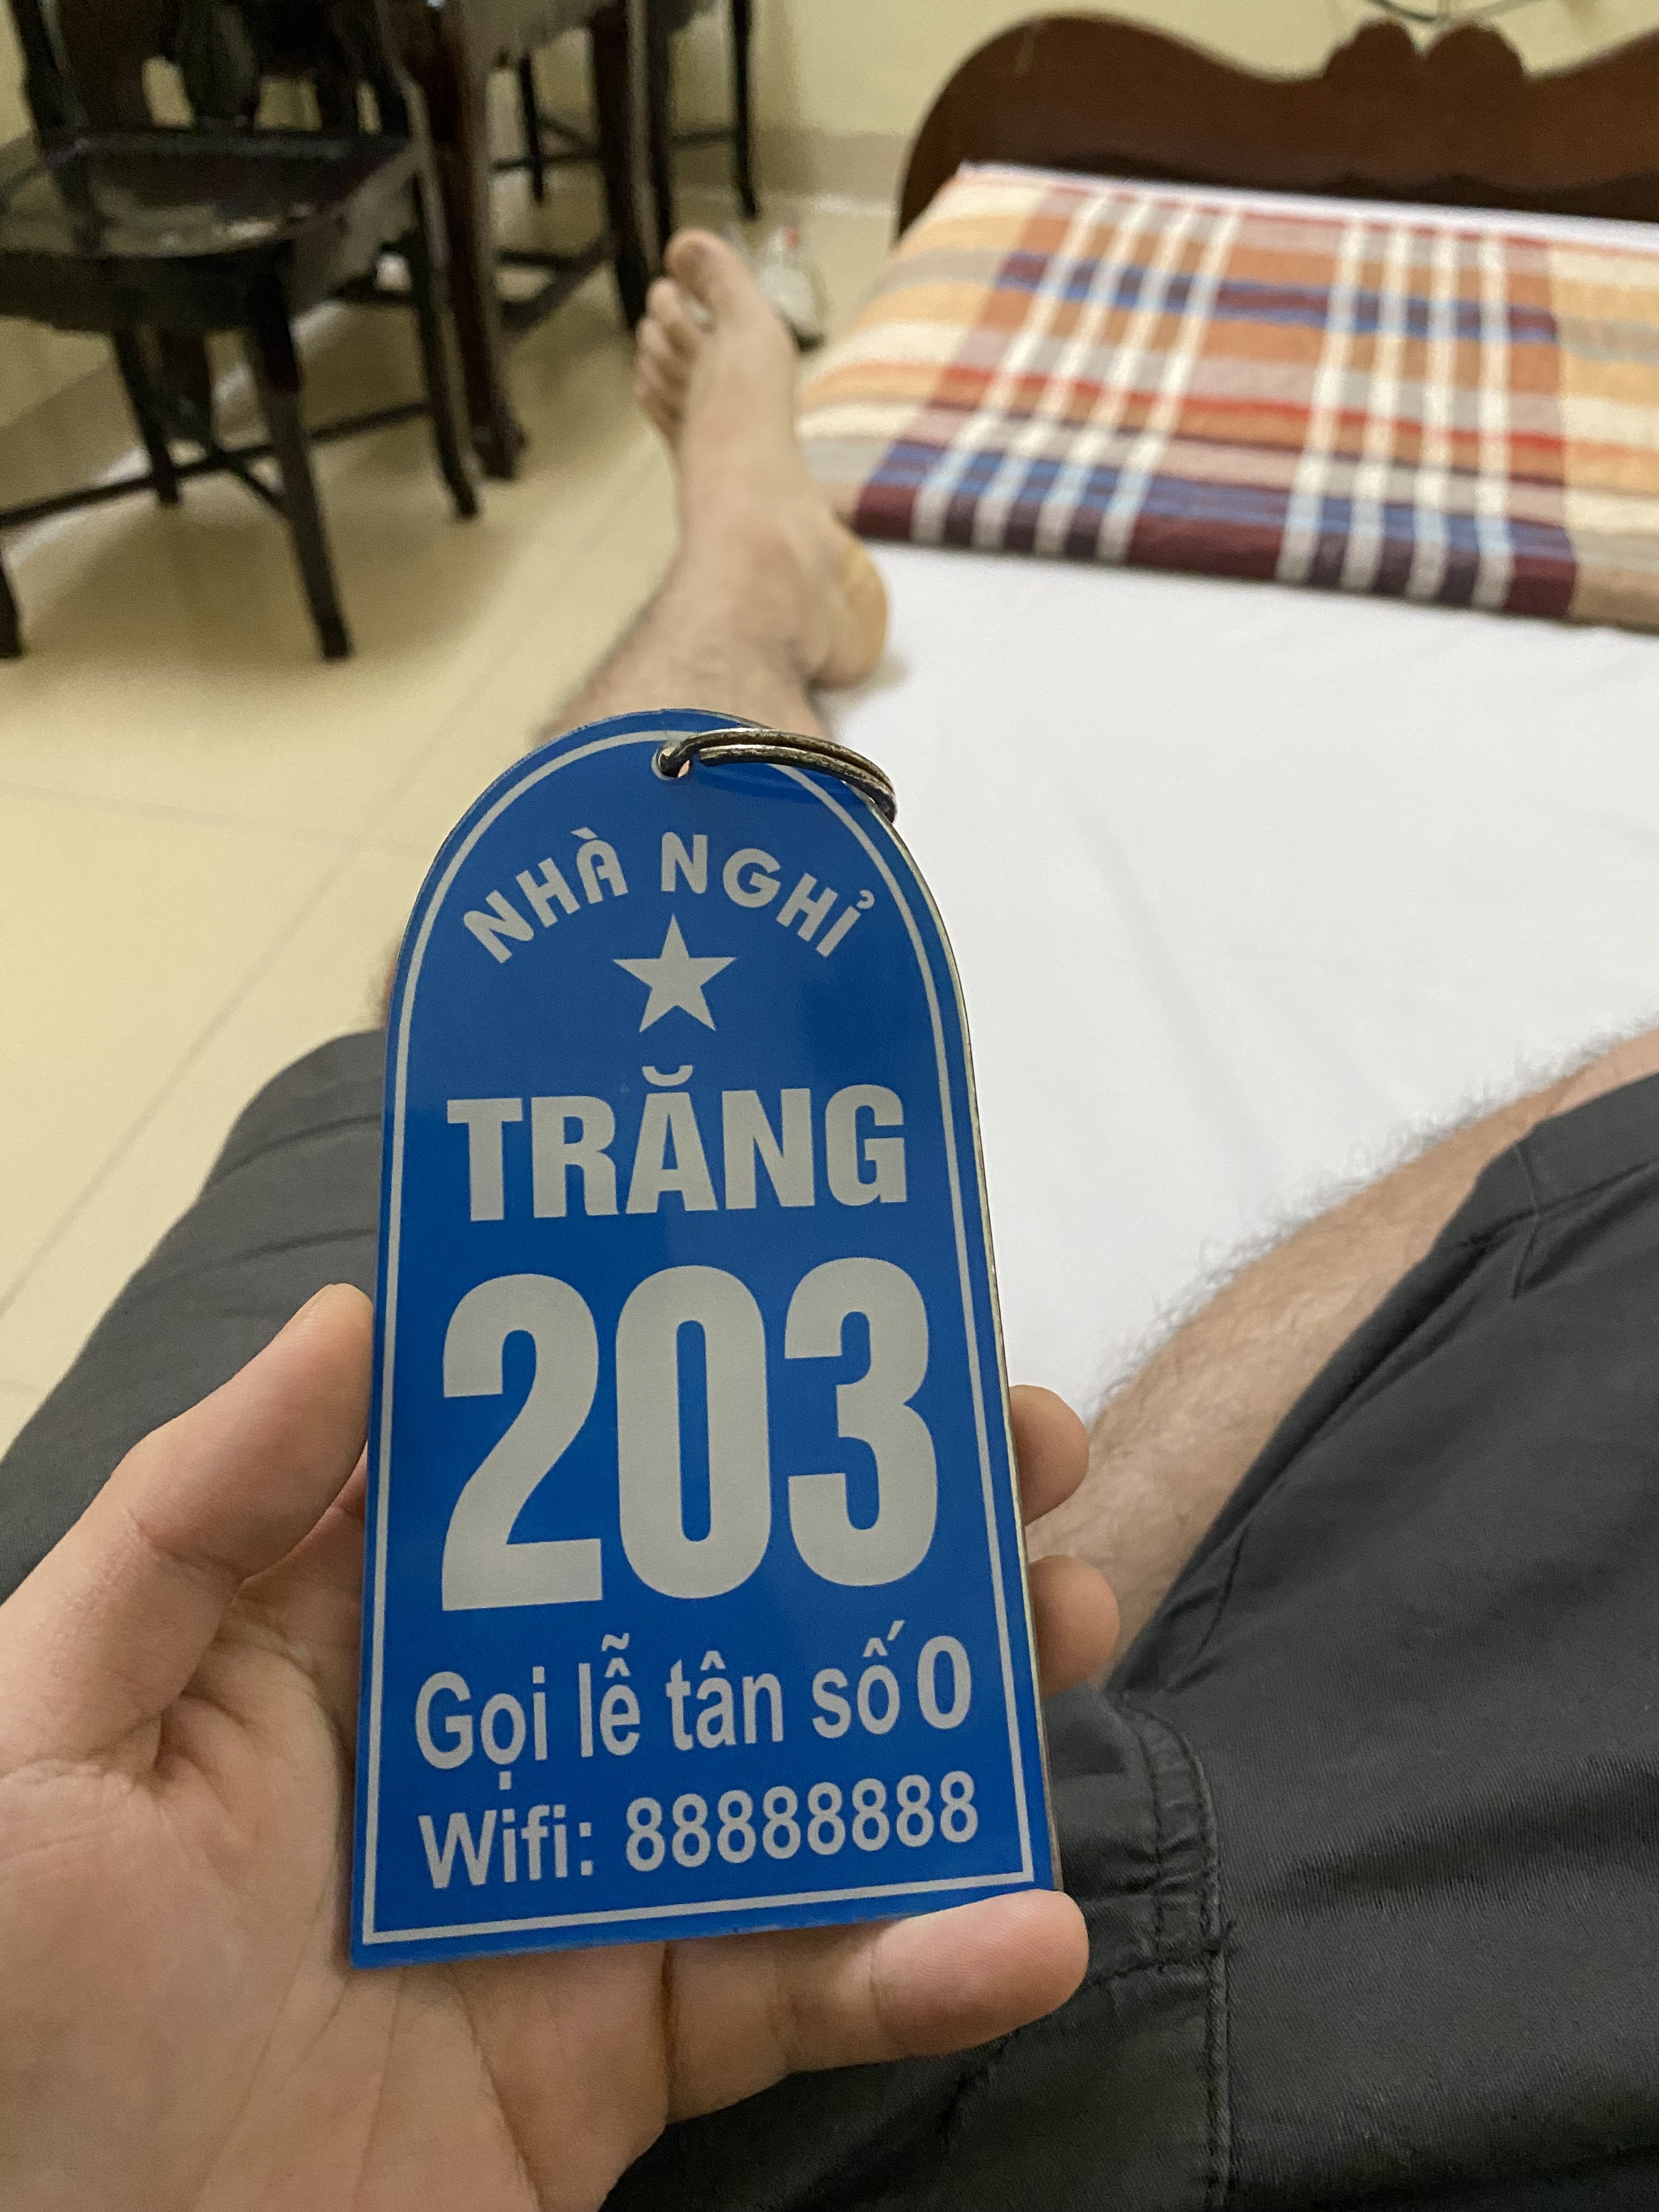 NHÀ NGHỈ
TRĂNG
203
Gọi lễ tân số 0
Wifi: 88888888